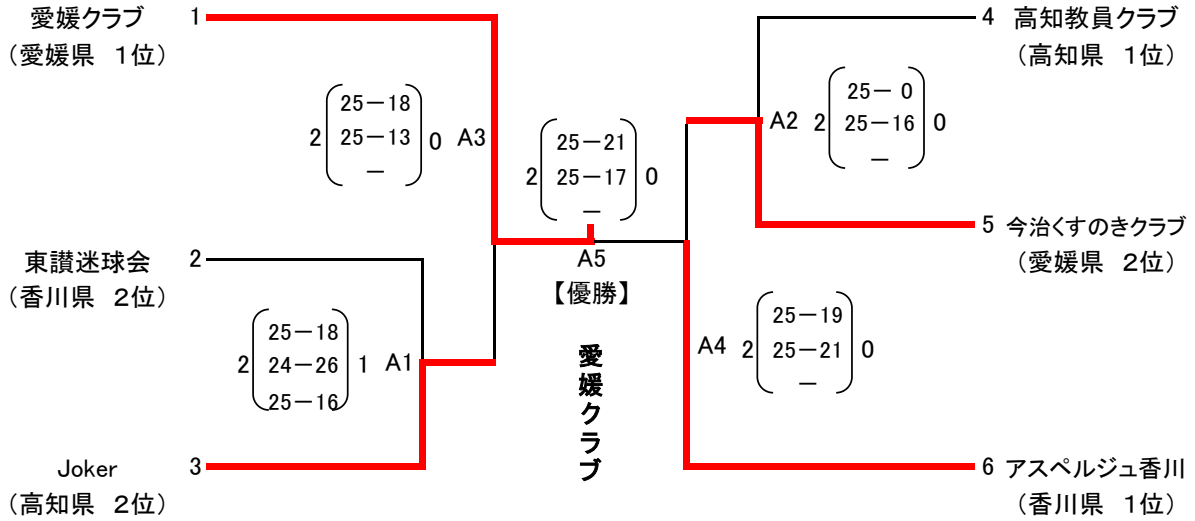 愛媛クラブ 1
（愛媛県 1位）
4 高知教員クラブ
（高知県 1位）
25－18
2 25－13 0 A3
－
25－21
2 25－17 0
－
A5
【優勝】
愛媛クラブ
25－ 0
A2 2 25－16 0
－
5 今治くすのきクラブ
（愛媛県 2位）
東讃迷球会 2
（香川県 2位）
25－18
2 24－26 1 A1
25－16
25－19
A4 2 25－21 0
－
Joker 3
（高知県 2位）
6 アスペルジュ香川
（香川県 1位）